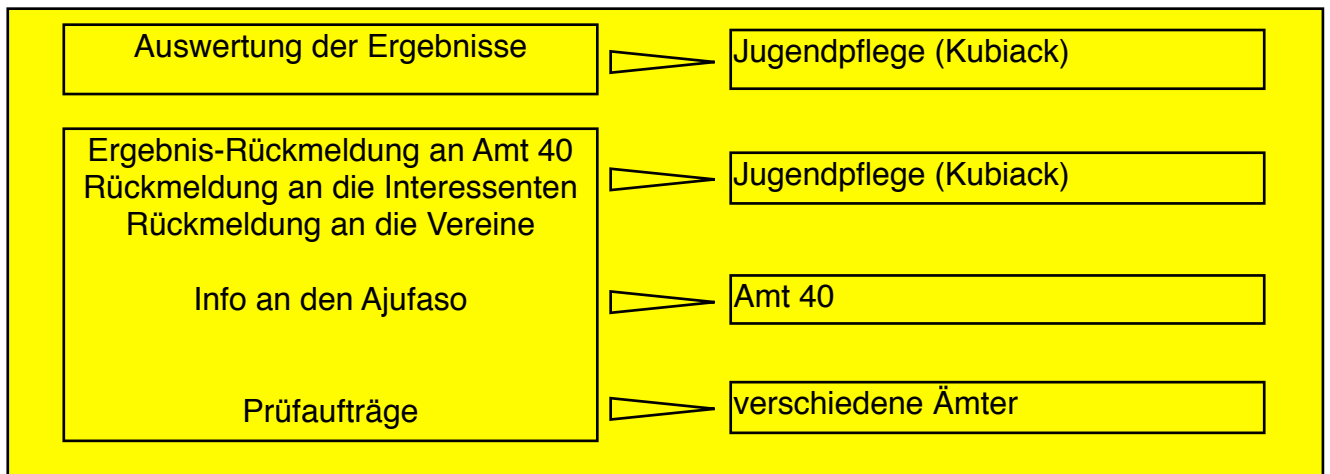 Auswertung der Ergebnisse
Jugendpflege (Kubiack)
Ergebnis-Rückmeldung an Amt 40
Rückmeldung an die Interessenten
Rückmeldung an die Vereine
Jugendpflege (Kubiack)
Info an den Ajufaso
Amt 40
Prüfaufträge
verschiedene Ämter